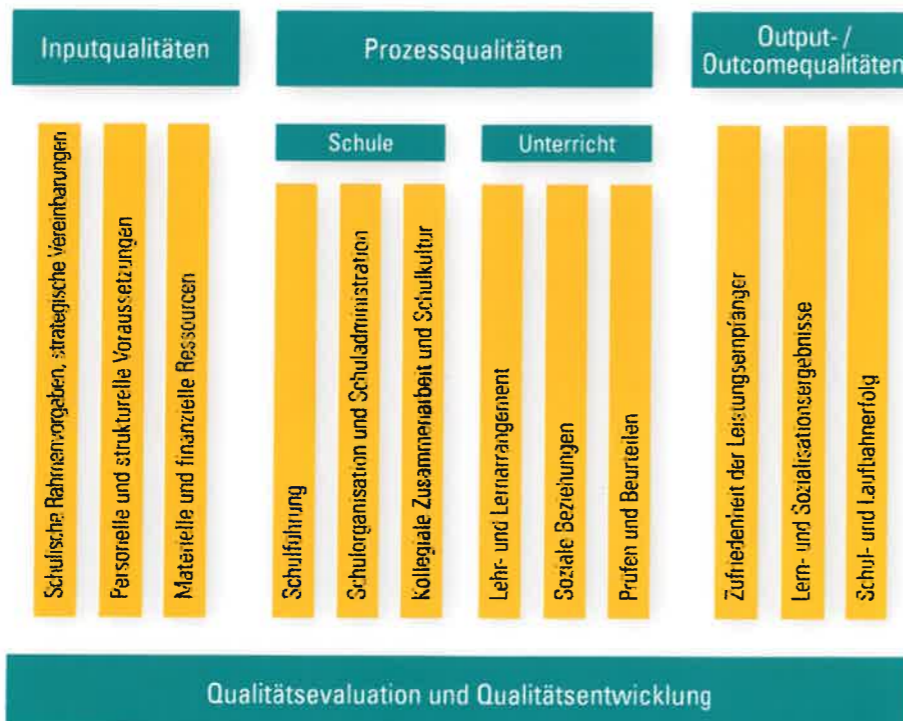 Inputqualitäten
Prozessqualitäten
Output- /
Outcomequalitäten
Schule
Unterricht
Schulische Rahmenvorgaben, strategische Vereinbarungen
Personelle und strukturelle Voraussetzungen
Materielle und finanzielle Ressourcen
Schulführung
Schulorganisation und Schuladministration
Kollegiale Zusammenarbeit und Schulkultur
Lehr- und Lernarrangement
Soziale Beziehungen
Prüfen und Beurteilen
Zufriedenheit der Leistungsempfänger
Lern- und Sozialisationsergebnisse
Schul- und Laufbahnerfolg
Qualitätsevaluation und Qualitätsentwicklung